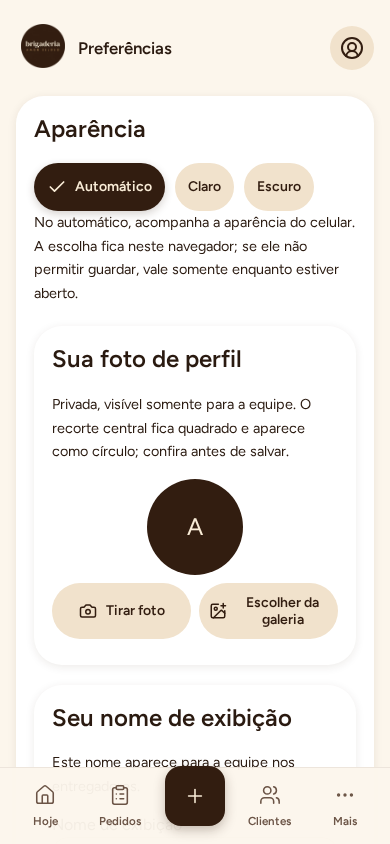 brigaderia
Preferências
Aparência
Automático
Claro
Escuro
No automático, acompanha a aparência do celular.
A escolha fica neste navegador; se ele não
permitir guardar, vale somente enquanto estiver
aberto.
Sua foto de perfil
Privada, visível somente para a equipe. O
recorte central fica quadrado e aparece
como círculo; confira antes de salvar.
A
Tirar foto
Escolher da
galeria
Seu nome de exibição
Este nome aparece para a equipe nos
Hoje
Pedidos
Clientes
Mais